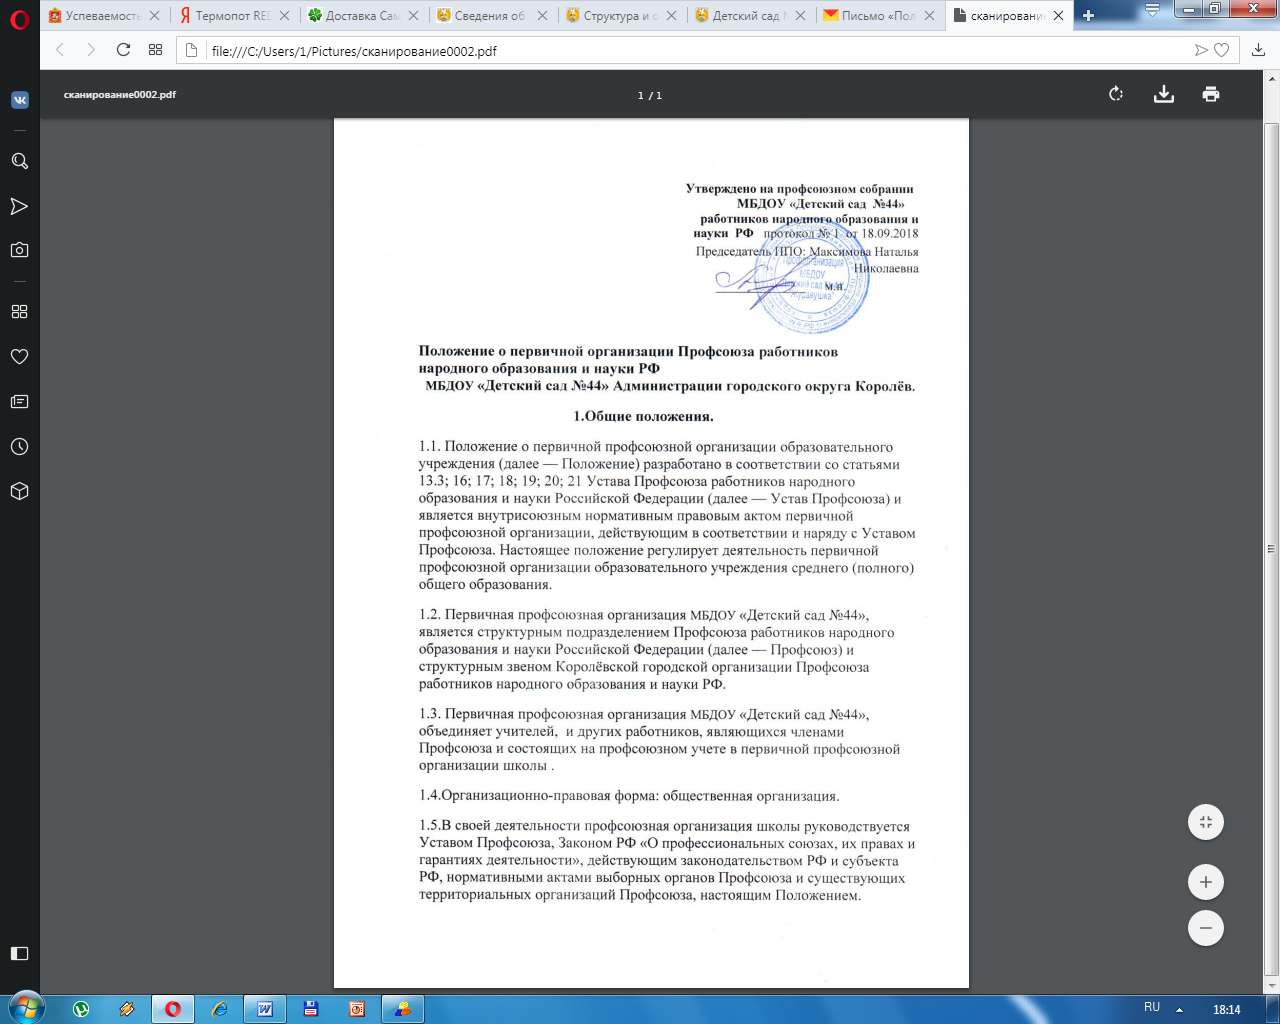 Успеваемость
Термопот RED
Доставка Сам
Сведения об
Структура и о
Детский сад №
Письмо «Пол
сканировани
file:///C:/Users/1/Pictures/сканирование0002.pdf
сканирование0002.pdf
1 / 1
Утверждено на профсоюзном собрании
МБДОУ «Детский сад №44»
работников народного образования и
науки РФ протокол № 1 от 18.09.2018
Председатель ППО: Максимова Наталья
Николаевна
Профорганизация
МБДОУ
"Детский сад № 44
"Журавушка"
м.п.
Положение о первичной организации Профсоюза работников
народного образования и науки РФ
МБДОУ «Детский сад №44» Администрации городского округа Королёв.
1.Общие положения.
1.1. Положение о первичной профсоюзной организации образовательного
учреждения (далее — Положение) разработано в соответствии со статьями
13.3; 16; 17; 18; 19; 20; 21 Устава Профсоюза работников народного
образования и науки Российской Федерации (далее — Устав Профсоюза) и
является внутрисоюзным нормативным правовым актом первичной
профсоюзной организации, действующим в соответствии и наряду с Уставом
Профсоюза. Настоящее положение регулирует деятельность первичной
профсоюзной организации образовательного учреждения среднего (полного)
общего образования.
1.2. Первичная профсоюзная организация МБДОУ «Детский сад №44»,
является структурным подразделением Профсоюза работников народного
образования и науки Российской Федерации (далее — Профсоюз) и
структурным звеном Королёвской городской организации Профсоюза
работников народного образования и науки РФ.
1.3. Первичная профсоюзная организация МБДОУ «Детский сад №44»,
объединяет учителей, и других работников, являющихся членами
Профсоюза и состоящих на профсоюзном учете в первичной профсоюзной
организации школы .
1.4.Организационно-правовая форма: общественная организация.
1.5.В своей деятельности профсоюзная организация школы руководствуется
Уставом Профсоюза, Законом РФ «О профессиональных союзах, их правах и
гарантиях деятельности», действующим законодательством РФ и субъекта
РФ, нормативными актами выборных органов Профсоюза и существующих
территориальных организаций Профсоюза, настоящим Положением.
RU
18:14